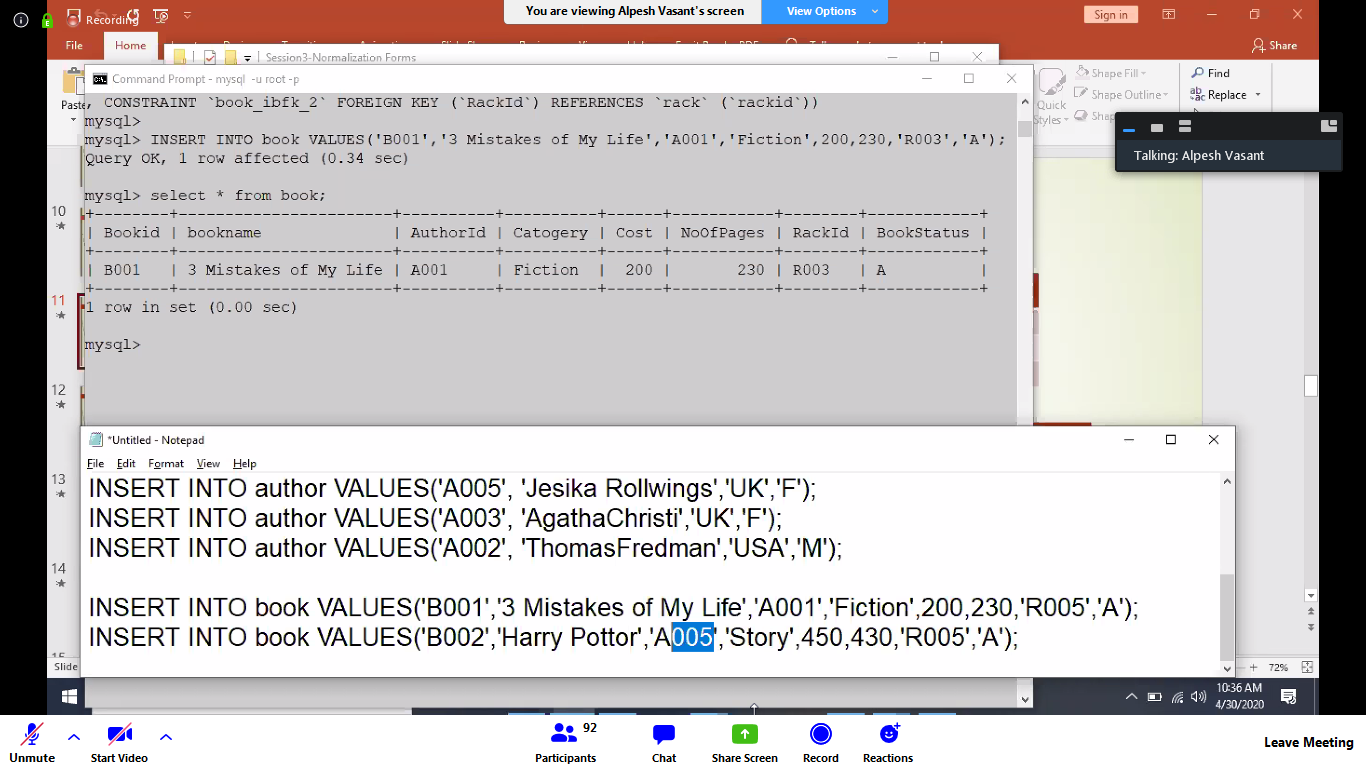 You are viewing Alpesh Vasant's screen
View Options
Recording
Sign in
File
Home
Share
Session3-Normalization Forms
Paste
Command Prompt - mysql -u root -p
Shape Fill
Find
Quick
Styles
Shape Outline
Replace
CONSTRAINT `book_ibfk_2` FOREIGN KEY (`RackId`) REFERENCES `rack` (`rackid`))
mysql>
mysql> INSERT INTO book VALUES('B001','3 Mistakes of My Life','A001','Fiction',200,230,'R003','A');
Query OK, 1 row affected (0.34 sec)
Talking: Alpesh Vasant
mysql> select * from book;
| Bookid | bookname | AuthorId | Catogery | Cost | NoOfPages | RackId | BookStatus |
| B001 | 3 Mistakes of My Life | A001 | Fiction | 200 | 230 | R003 | A |
1 row in set (0.00 sec)
mysql>
10
11
12
13
14
*Untitled - Notepad
File Edit Format View Help
INSERT INTO author VALUES('A005', 'Jesika Rollwings','UK','F');
INSERT INTO author VALUES('A003', 'AgathaChristi','UK','F');
INSERT INTO author VALUES('A002', 'ThomasFredman','USA','M');
INSERT INTO book VALUES('B001','3 Mistakes of My Life','A001','Fiction',200,230,'R005','A');
INSERT INTO book VALUES('B002','Harry Pottor','A005','Story',450,430,'R005','A');
Slide
72%
10:36 AM
4/30/2020
92
Unmute
Start Video
Participants
Chat
Share Screen
Record
Reactions
Leave Meeting